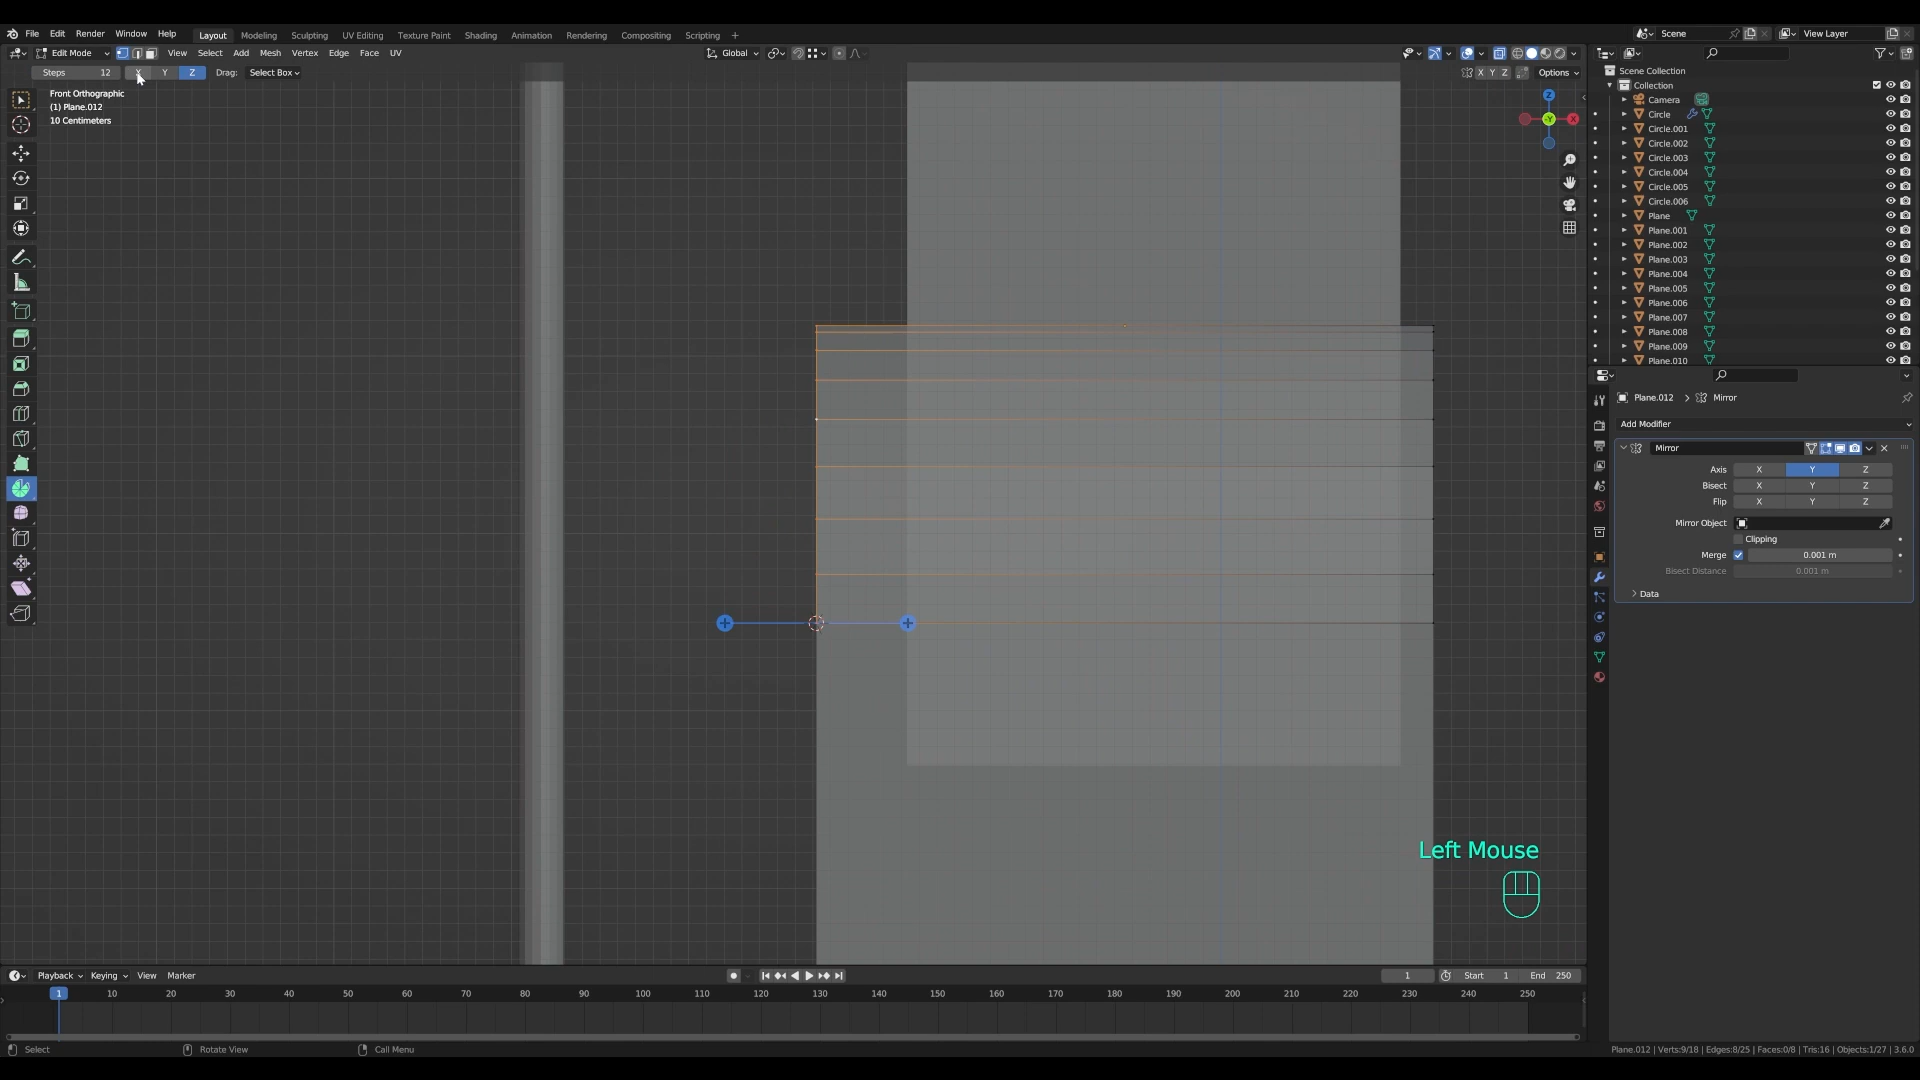 File Edit Render Window Help Layout Modeling Sculpting UV Editing Texture Paint Shading Animation Rendering Compositing Scripting + Scene View Layer
Edit Mode View Select Add Mesh Vertex Edge Face UV Global
Steps 12 X Y Z Drag: Select Box X Y Z Options
Front Orthographic
(1) Plane.012
10 Centimeters
Z
Y X
Scene Collection
Collection
Camera
Circle
Circle.001
Circle.002
Circle.003
Circle.004
Circle.005
Circle.006
Plane
Plane.001
Plane.002
Plane.003
Plane.004
Plane.005
Plane.006
Plane.007
Plane.008
Plane.009
Plane.010
Plane.012 > Mirror
Add Modifier
Mirror
Axis X Y Z
Bisect X Y Z
Flip X Y Z
Mirror Object
Clipping
Merge 0.001 m
Bisect Distance 0.001 m
Data
Left Mouse
Playback Keying View Marker 1 Start 1 End 250
1 10 20 30 40 50 60 70 80 90 100 110 120 130 140 150 160 170 180 190 200 210 220 230 240 250
Select Rotate View Call Menu Plane.012 | Verts:9/18 | Edges:8/25 | Faces:0/8 | Tris:16 | Objects:1/27 | 3.6.0